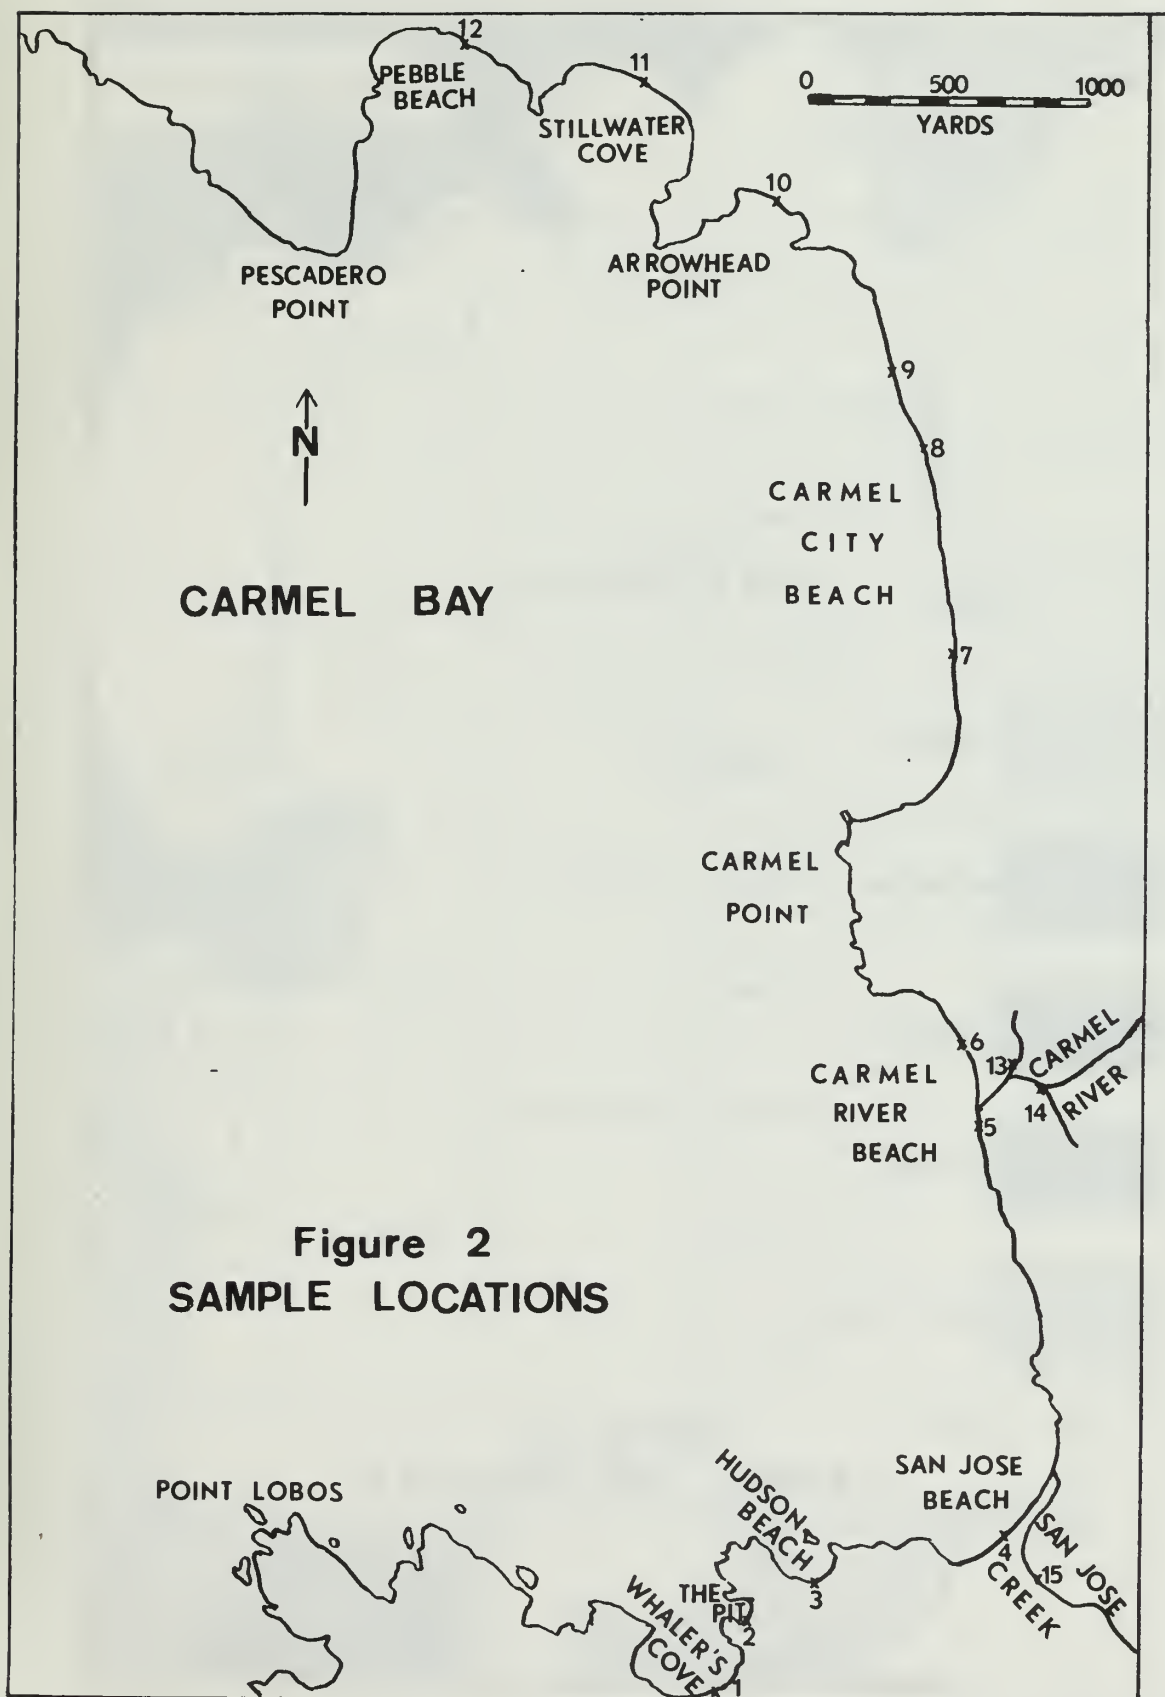 12
PEBBLE
BEACH
11
STILLWATER
COVE
0 500 1000
YARDS
10
PESCADERO
POINT
ARROWHEAD
POINT
N
9
8
CARMEL
CITY
BEACH
CARMEL BAY
7
CARMEL
POINT
6
13
CARMEL
RIVER
14
CARMEL
RIVER
BEACH
5
Figure 2
SAMPLE LOCATIONS
POINT LOBOS
HUDSON
BEACH
SAN JOSE
BEACH
4
SAN JOSE
CREEK
15
3
THE
PIT
2
WHALER'S
COVE
1